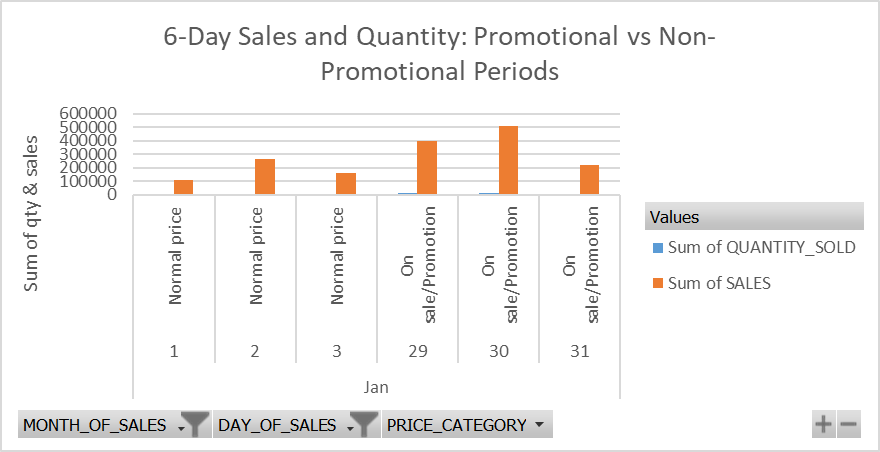 6-Day Sales and Quantity: Promotional vs Non-
Promotional Periods
Sum of qty & sales
600000
500000
400000
300000
200000
100000
0
Normal price
Normal price
Normal price
On
sale/Promotion
On
sale/Promotion
On
sale/Promotion
1 2 3 29 30 31
Jan
Values
Sum of QUANTITY_SOLD
Sum of SALES
MONTH_OF_SALES DAY_OF_SALES PRICE_CATEGORY